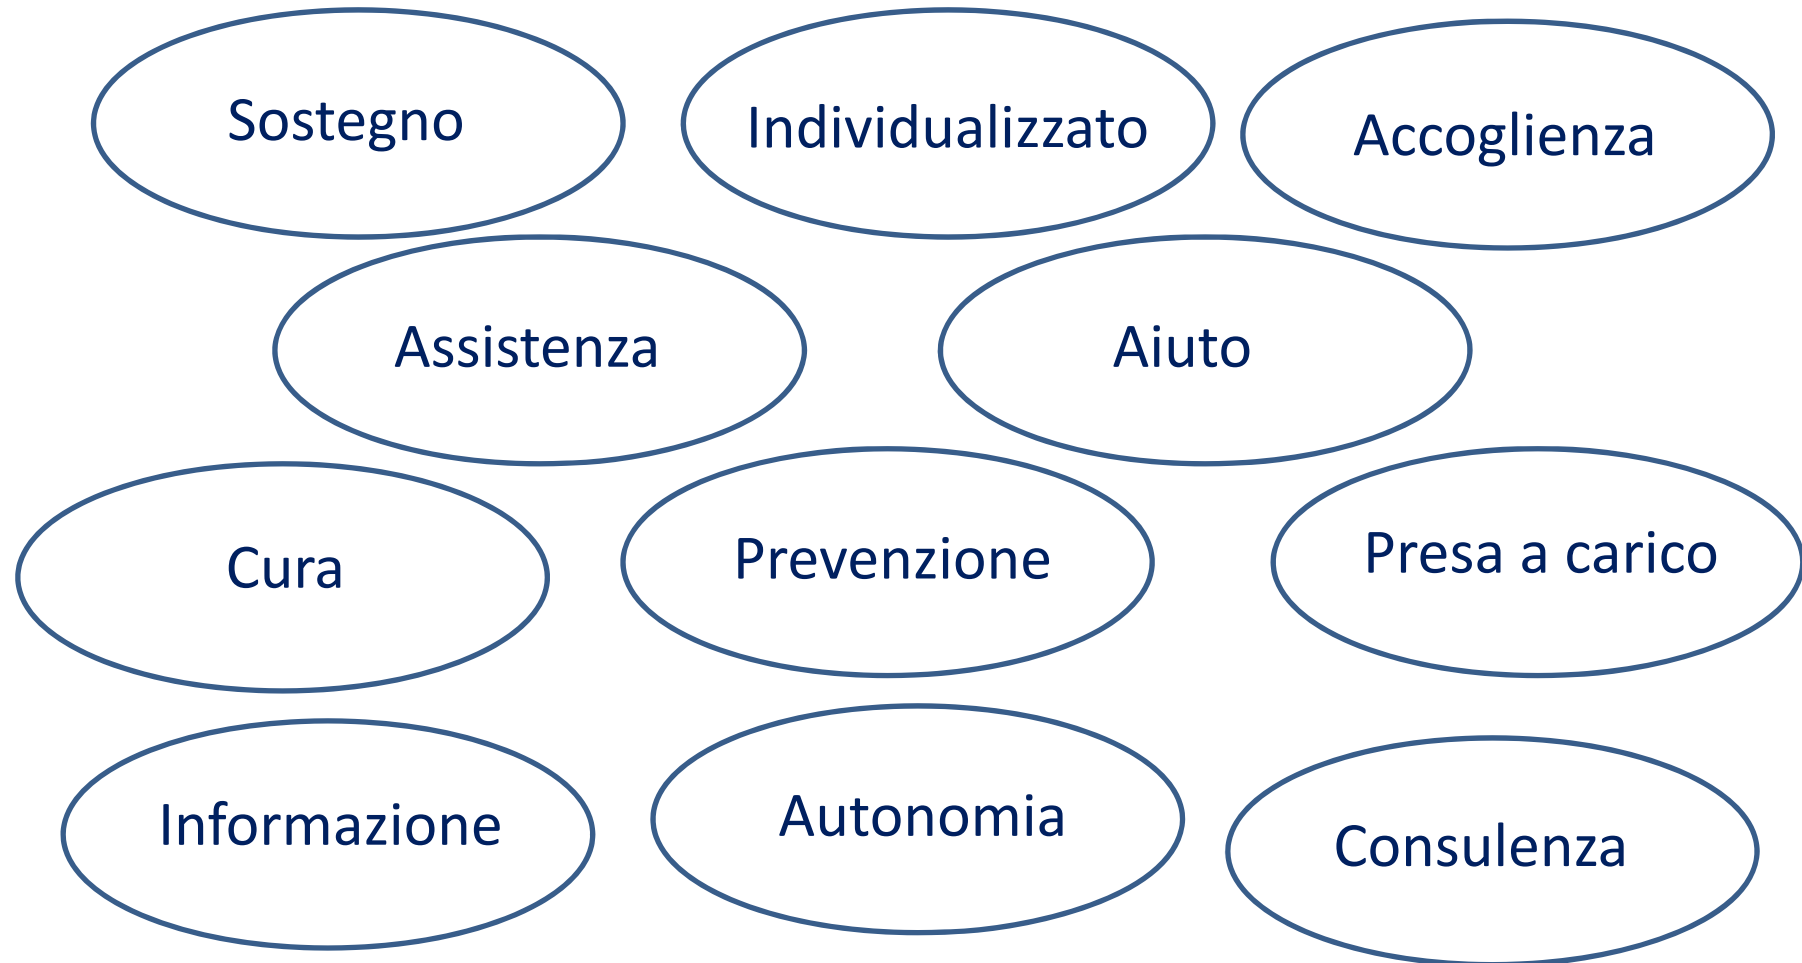 Sostegno
Individualizzato
Accoglienza
Assistenza
Aiuto
Cura
Prevenzione
Presa a carico
Informazione
Autonomia
Consulenza